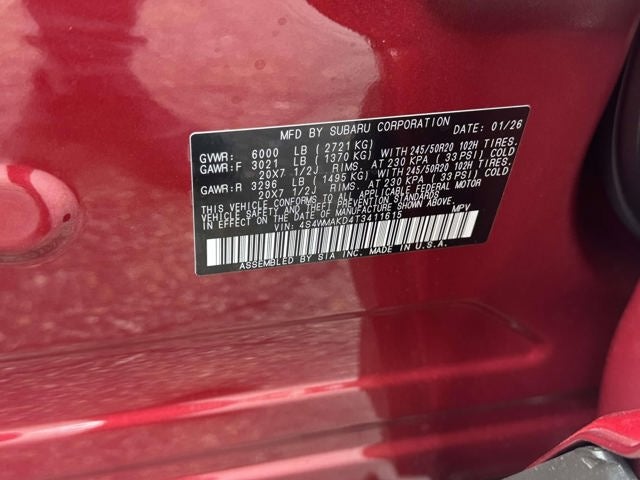 MFD BY SUBARU CORPORATION DATE: 01/26
GVWR: 6000 LB (2721 KG)
GAWR:F 3021 LB (1370 KG) WITH 245/50R20 102H TIRES.
20X7 1/2J RIMS. AT 230 KPA (33 PSI) COLD
GAWR:R 3296 LB (1495 KG) WITH 245/50R20 102H TIRES.
20X7 1/2J RIMS. AT 230 KPA (33 PSI) COLD
THIS VEHICLE CONFORMS TO ALL APPLICABLE FEDERAL MOTOR
VEHICLE SAFETY AND THEFT PREVENTION STANDARDS IN EFFECT
ON THE DATE OF MANUFACTURE SHOWN ABOVE.
VIN: 4S4WMAKD4T3411615 MPV
ASSEMBLED BY SIA INC. MADE IN U.S.A.